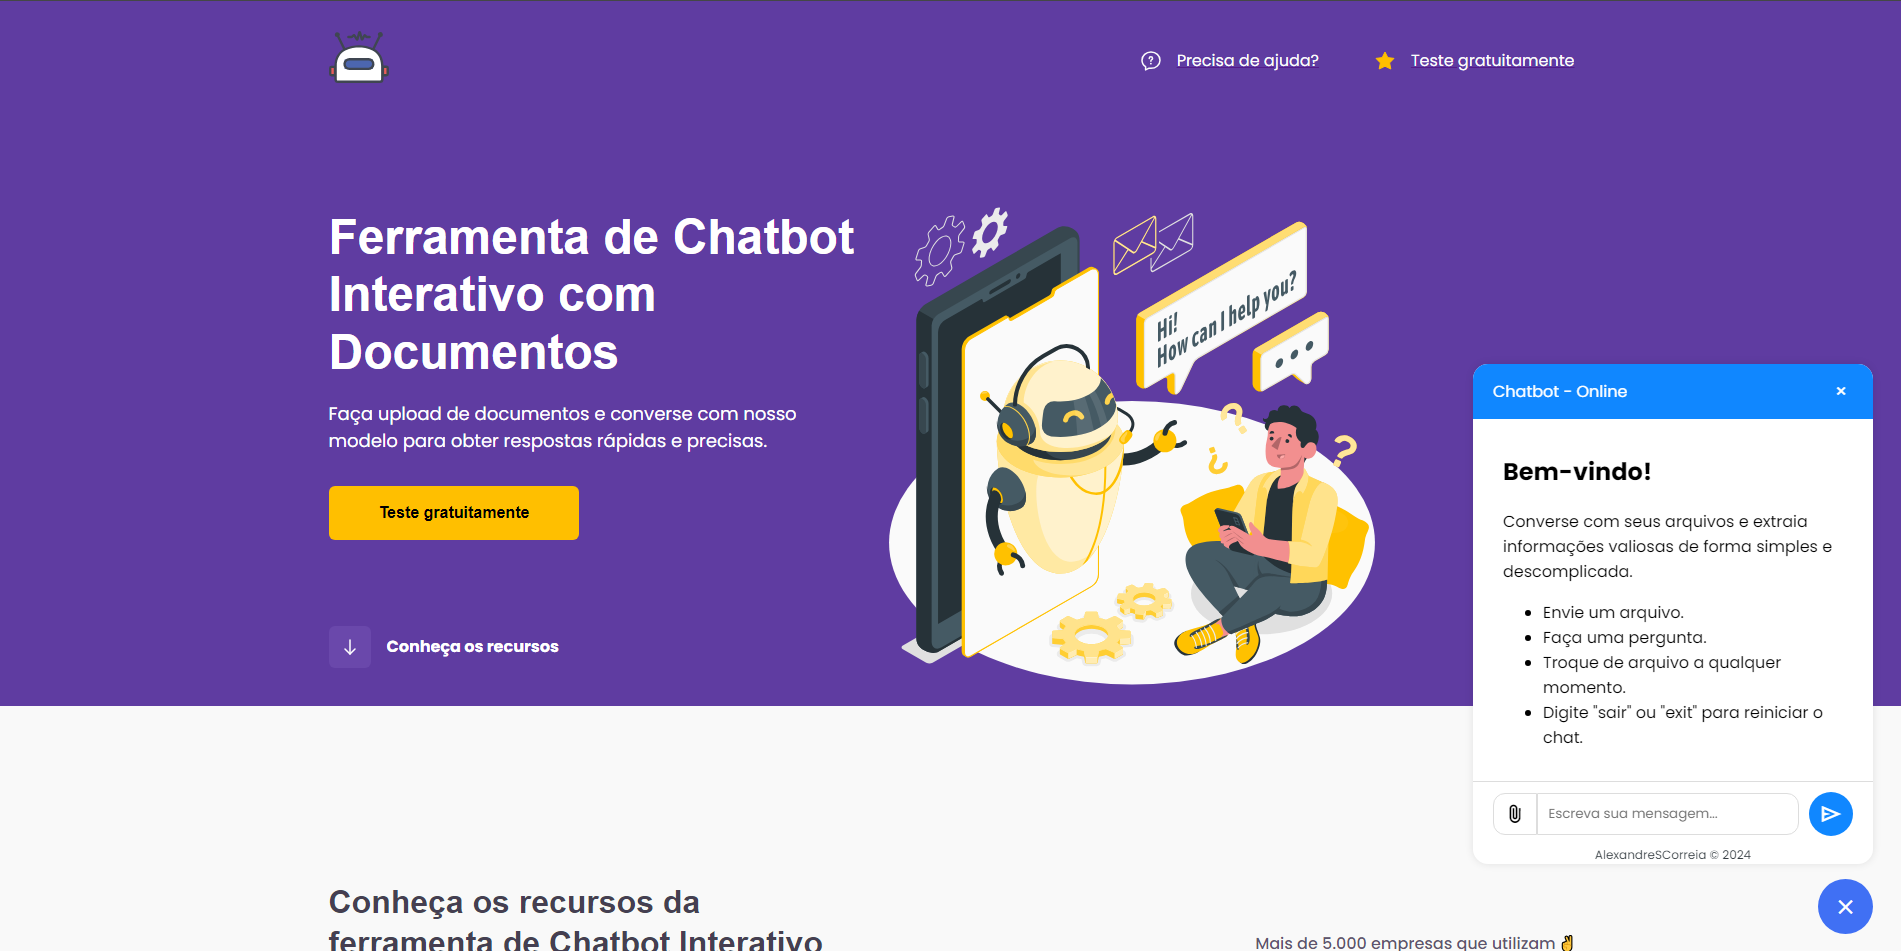 Precisa de ajuda?
Teste gratuitamente
Ferramenta de Chatbot
Interativo com
Documentos
Faça upload de documentos e converse com nosso
modelo para obter respostas rápidas e precisas.
Teste gratuitamente
Conheça os recursos
Hi!
How can I help you?
Chatbot - Online
×
Bem-vindo!
Converse com seus arquivos e extraia
informações valiosas de forma simples e
descomplicada.
• Envie um arquivo.
• Faça uma pergunta.
• Troque de arquivo a qualquer
momento.
• Digite "sair" ou "exit" para reiniciar o
chat.
Escreva sua mensagem...
AlexandreSCorreia © 2024
Conheça os recursos da
ferramenta de Chatbot Interativo
Mais de 5.000 empresas que utilizam ✌